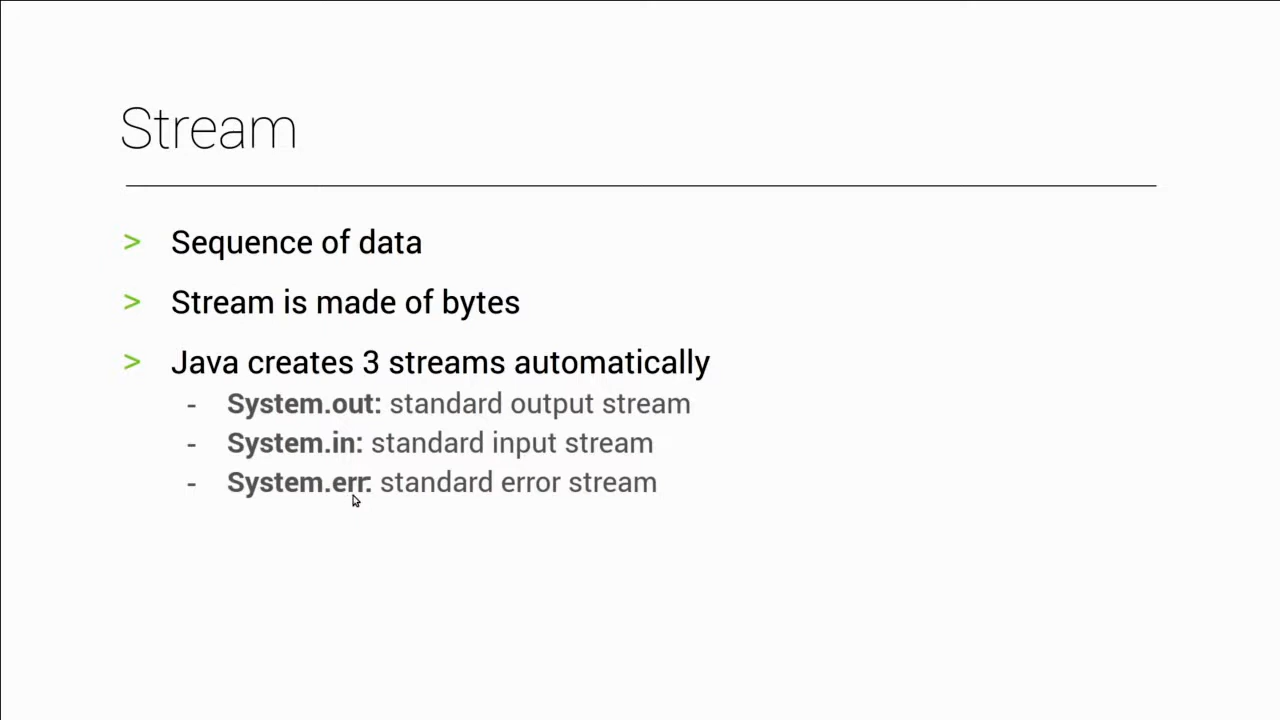 Stream
> Sequence of data
> Stream is made of bytes
> Java creates 3 streams automatically
- System.out: standard output stream
- System.in: standard input stream
- System.err: standard error stream